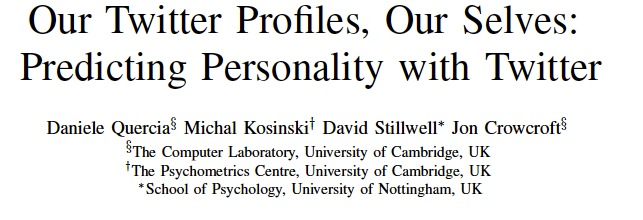 Our Twitter Profiles, Our Selves:
Predicting Personality with Twitter
Daniele Quercia§ Michal Kosinski† David Stillwell* Jon Crowcroft§
§The Computer Laboratory, University of Cambridge, UK
†The Psychometrics Centre, University of Cambridge, UK
*School of Psychology, University of Nottingham, UK